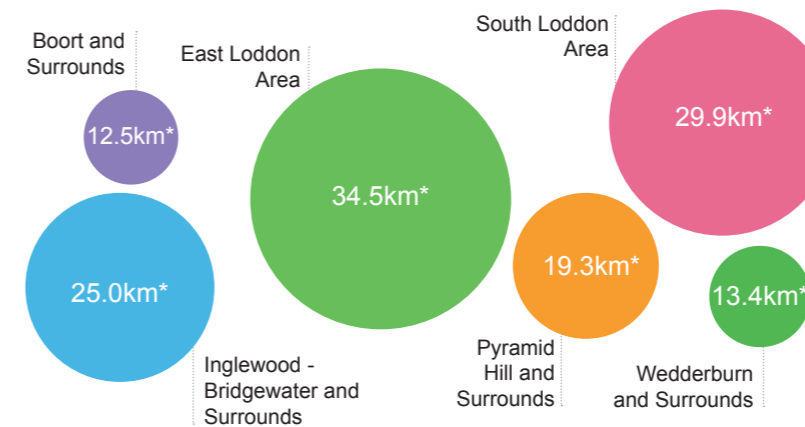 Boort and
Surrounds
12.5km*
East Loddon
Area
34.5km*
South Loddon
Area
29.9km*
25.0km*
Inglewood -
Bridgewater and
Surrounds
19.3km*
Pyramid
Hill and
Surrounds
13.4km*
Wedderburn
and Surrounds